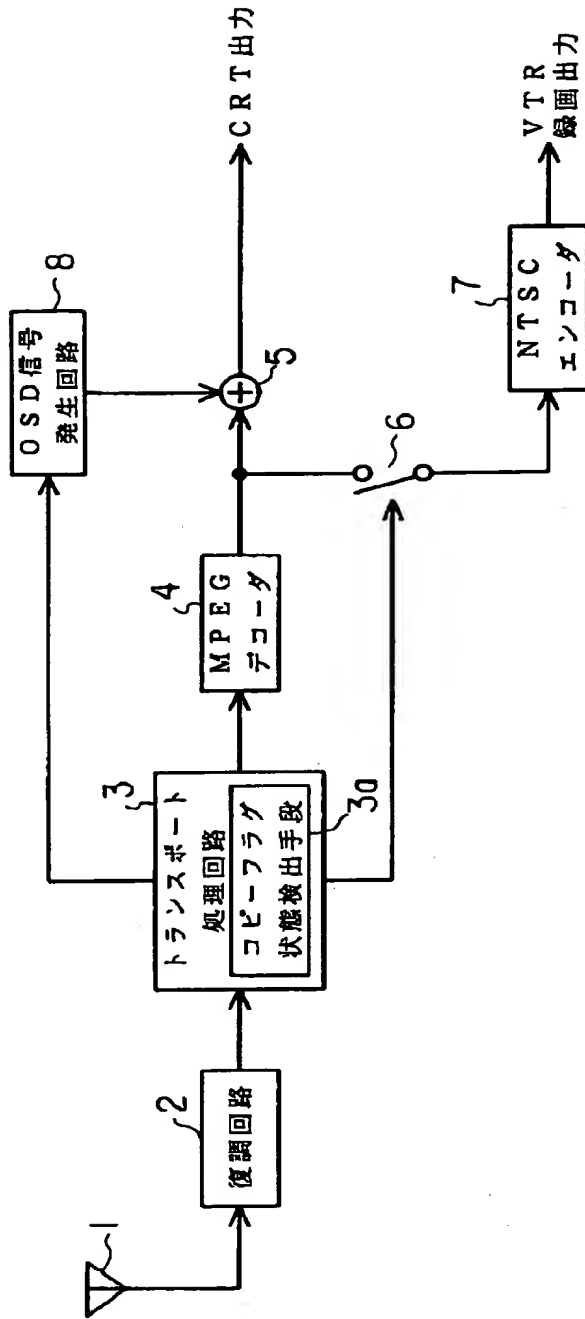 1
2
復調回路
3
トランスポート
処理回路
コピーフラグ
状態検出手段
3a
4
MPEG
デコーダ
8
OSD信号
発生回路
5
CRT出力
6
7
NTSC
エンコーダ
VTR
録画出力